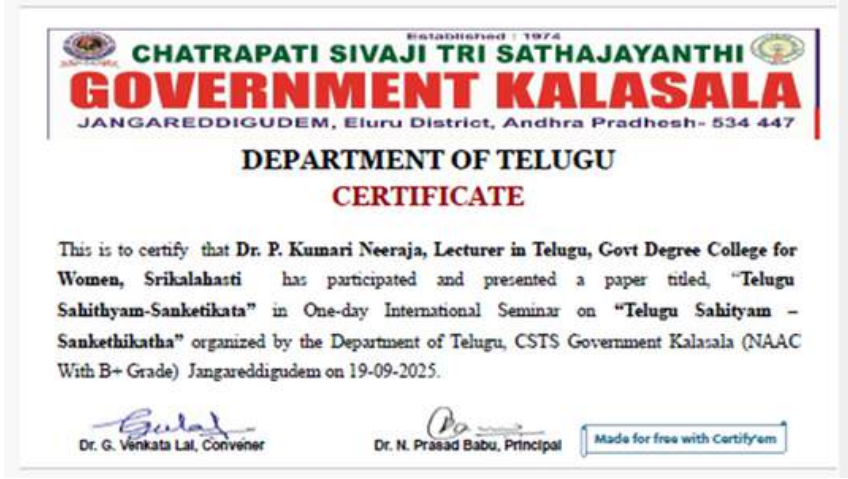 Established : 1974
CHATRAPATI SIVAJI TRI SATHAJAYANTHI
GOVERNMENT KALASALA
JANGAREDDIGUDEM, Eluru District, Andhra Pradhesh- 534 447
DEPARTMENT OF TELUGU
CERTIFICATE
This is to certify that Dr. P. Kumari Neeraja, Lecturer in Telugu, Govt Degree College for
Women, Srikalahasti has participated and presented a paper titled, “Telugu
Sahithyam-Sanketikata” in One-day International Seminar on “Telugu Sahityam –
Sankethikatha” organized by the Department of Telugu, CSTS Government Kalasala (NAAC
With B+ Grade) Jangareddigudem on 19-09-2025.
Dr. G. Venkata Lal, Convener
Dr. N. Prasad Babu, Principal
Made for free with Certify'em